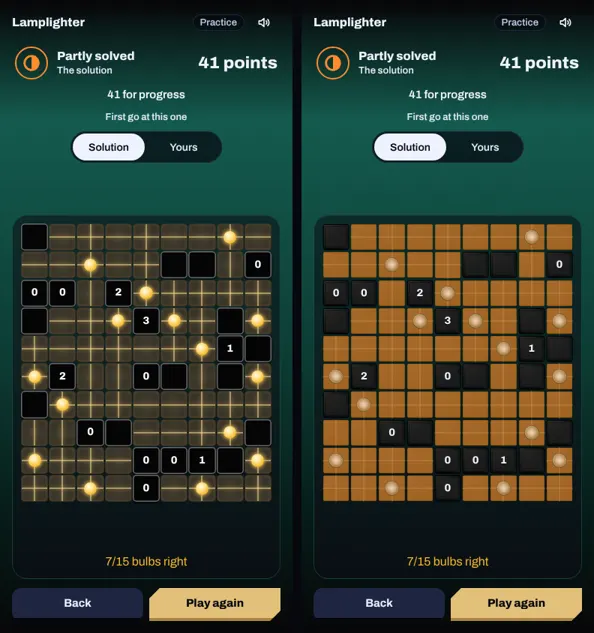 Lamplighter Practice
Partly solved
The solution
41 points
41 for progress
First go at this one
Solution Yours
0
0 0 2
3
1
2 0
0
0 0 1
0
7/15 bulbs right
Back Play again
Lamplighter Practice
Partly solved
The solution
41 points
41 for progress
First go at this one
Solution Yours
0
0 0 2
3
1
2 0
0
0 0 1
0
7/15 bulbs right
Back Play again